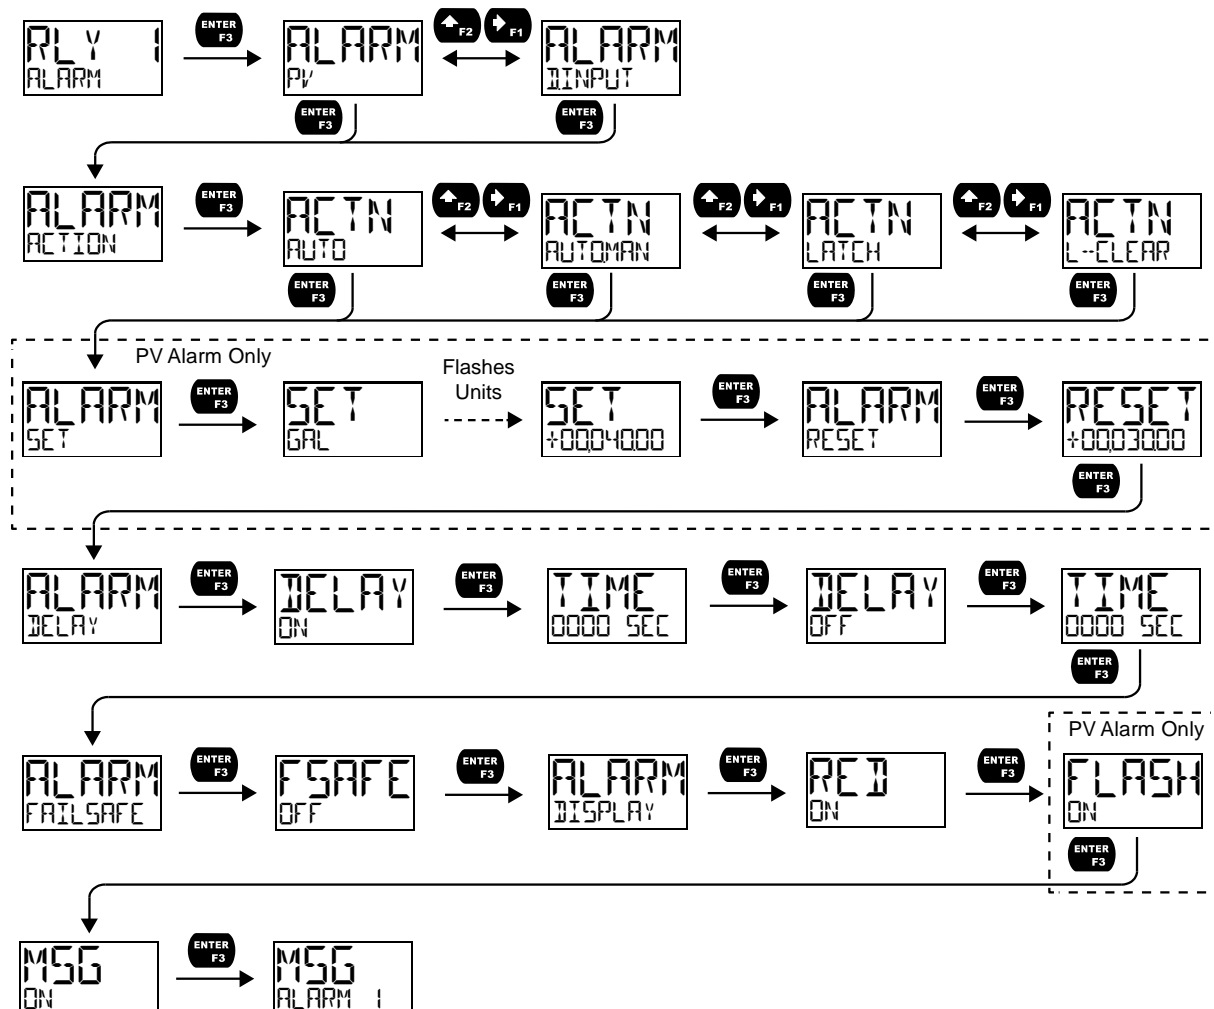 RLY 1
ALARM
ENTER
F3
ALARM
PV
F2
F1
ALARM
D.INPUT
ENTER
F3
ENTER
F3
ALARM
ACTION
ENTER
F3
ACTN
AUTO
F2
F1
ACTN
AUTOMAN
F2
F1
ACTN
LATCH
F2
F1
ACTN
L--CLEAR
ENTER
F3
ENTER
F3
ENTER
F3
ENTER
F3
PV Alarm Only
ALARM
SET
ENTER
F3
SET
GAL
Flashes
Units
SET
+00,040.00
ENTER
F3
ALARM
RESET
ENTER
F3
RESET
+00,030.00
ENTER
F3
ALARM
DELAY
ENTER
F3
DELAY
ON
ENTER
F3
TIME
0000 SEC
ENTER
F3
DELAY
OFF
ENTER
F3
TIME
0000 SEC
ENTER
F3
ALARM
FAILSAFE
ENTER
F3
FSAFE
OFF
ENTER
F3
ALARM
DISPLAY
ENTER
F3
RED
ON
ENTER
F3
PV Alarm Only
FLASH
ON
ENTER
F3
MSG
ON
ENTER
F3
MSG
ALARM 1